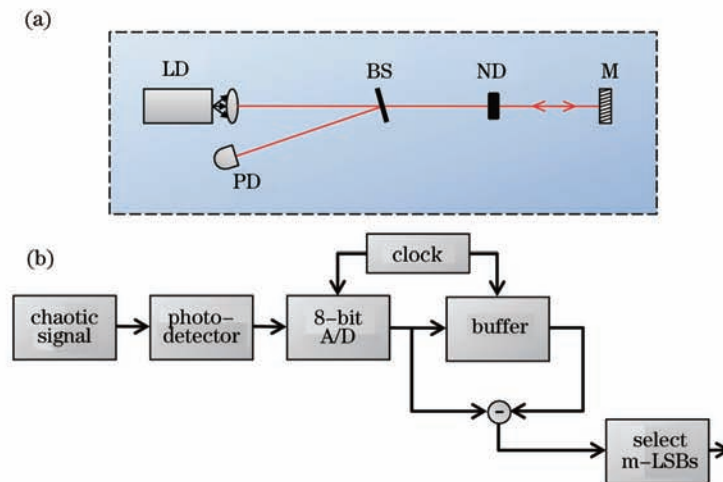 (a)
LD
BS
ND
M
PD
(b)
clock
chaotic
signal
photo-
detector
8-bit
A/D
buffer
-
select
m-LSBs